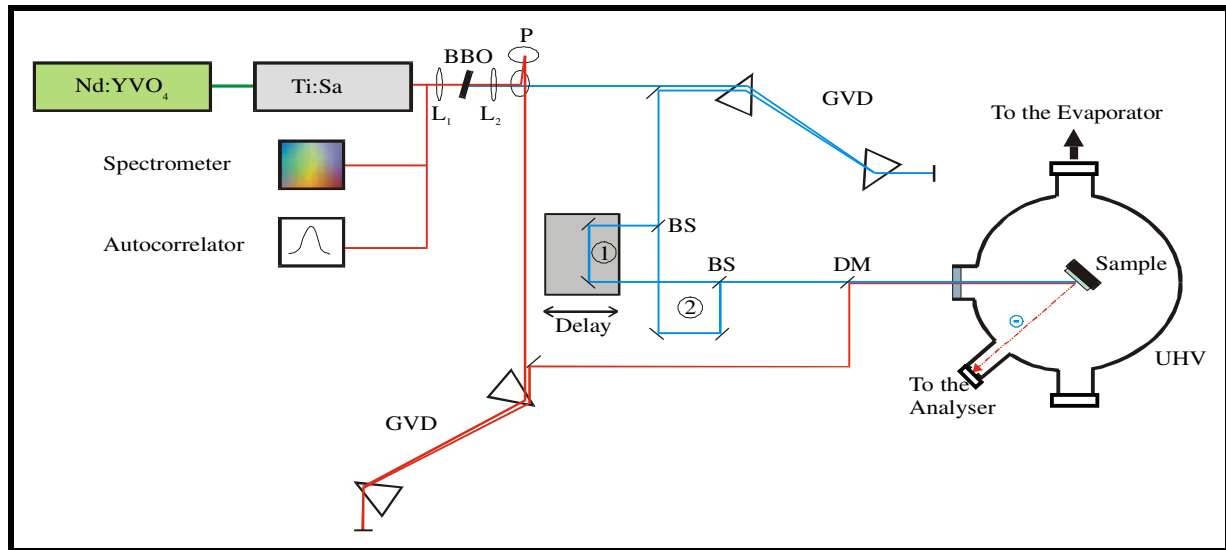 P
BBO
Nd:YVO₄
Ti:Sa
L₁
L₂
GVD
To the Evaporator
Spectrometer
Autocorrelator
BS
1
BS
DM
Sample
2
Delay
UHV
To the
Analyser
GVD